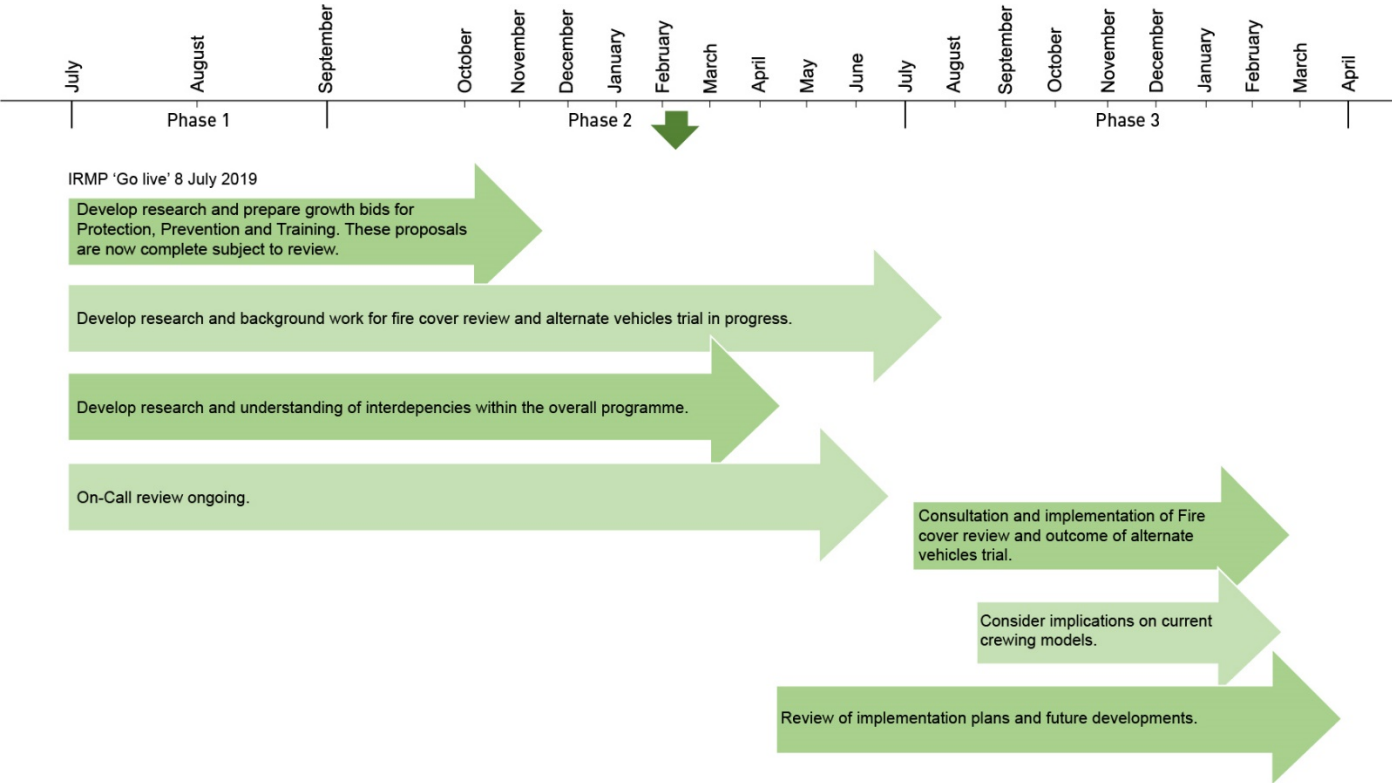 July
August
September
October
November
December
January
February
March
April
May
June
July
August
September
October
November
December
January
February
March
April
Phase 1
Phase 2
Phase 3
IRMP ‘Go live’ 8 July 2019
Develop research and prepare growth bids for
Protection, Prevention and Training. These proposals
are now complete subject to review.
Develop research and background work for fire cover review and alternate vehicles trial in progress.
Develop research and understanding of interdepencies within the overall programme.
On-Call review ongoing.
Consultation and implementation of Fire
cover review and outcome of alternate
vehicles trial.
Consider implications on current
crewing models.
Review of implementation plans and future developments.